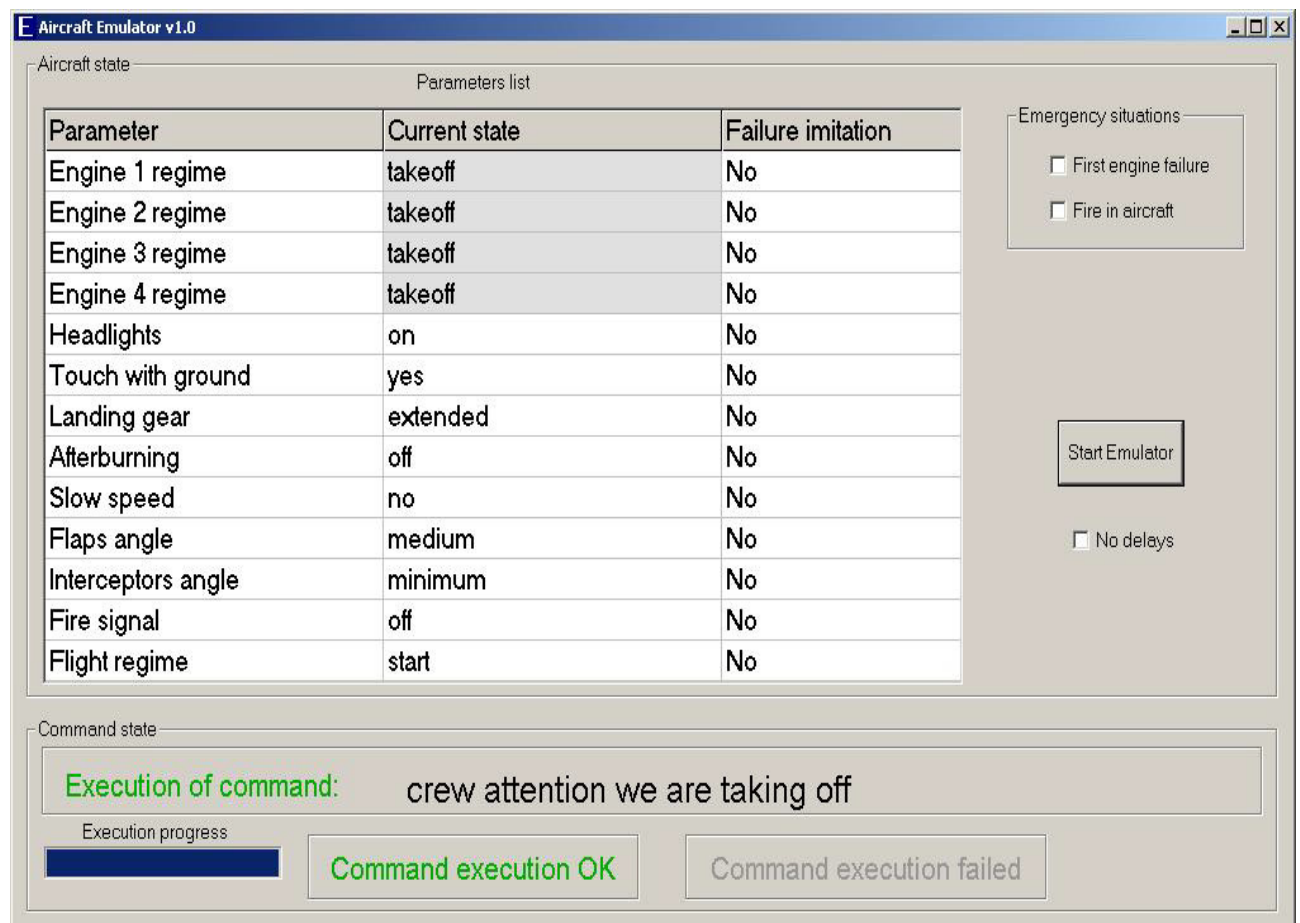 Aircraft Emulator v1.0
Aircraft state
Parameters list
Parameter Current state Failure imitation
Engine 1 regime takeoff No
Engine 2 regime takeoff No
Engine 3 regime takeoff No
Engine 4 regime takeoff No
Headlights on No
Touch with ground yes No
Landing gear extended No
Afterburning off No
Slow speed no No
Flaps angle medium No
Interceptors angle minimum No
Fire signal off No
Flight regime start No
Emergency situations
First engine failure
Fire in aircraft
Start Emulator
No delays
Command state
Execution of command: crew attention we are taking off
Execution progress
Command execution OK
Command execution failed